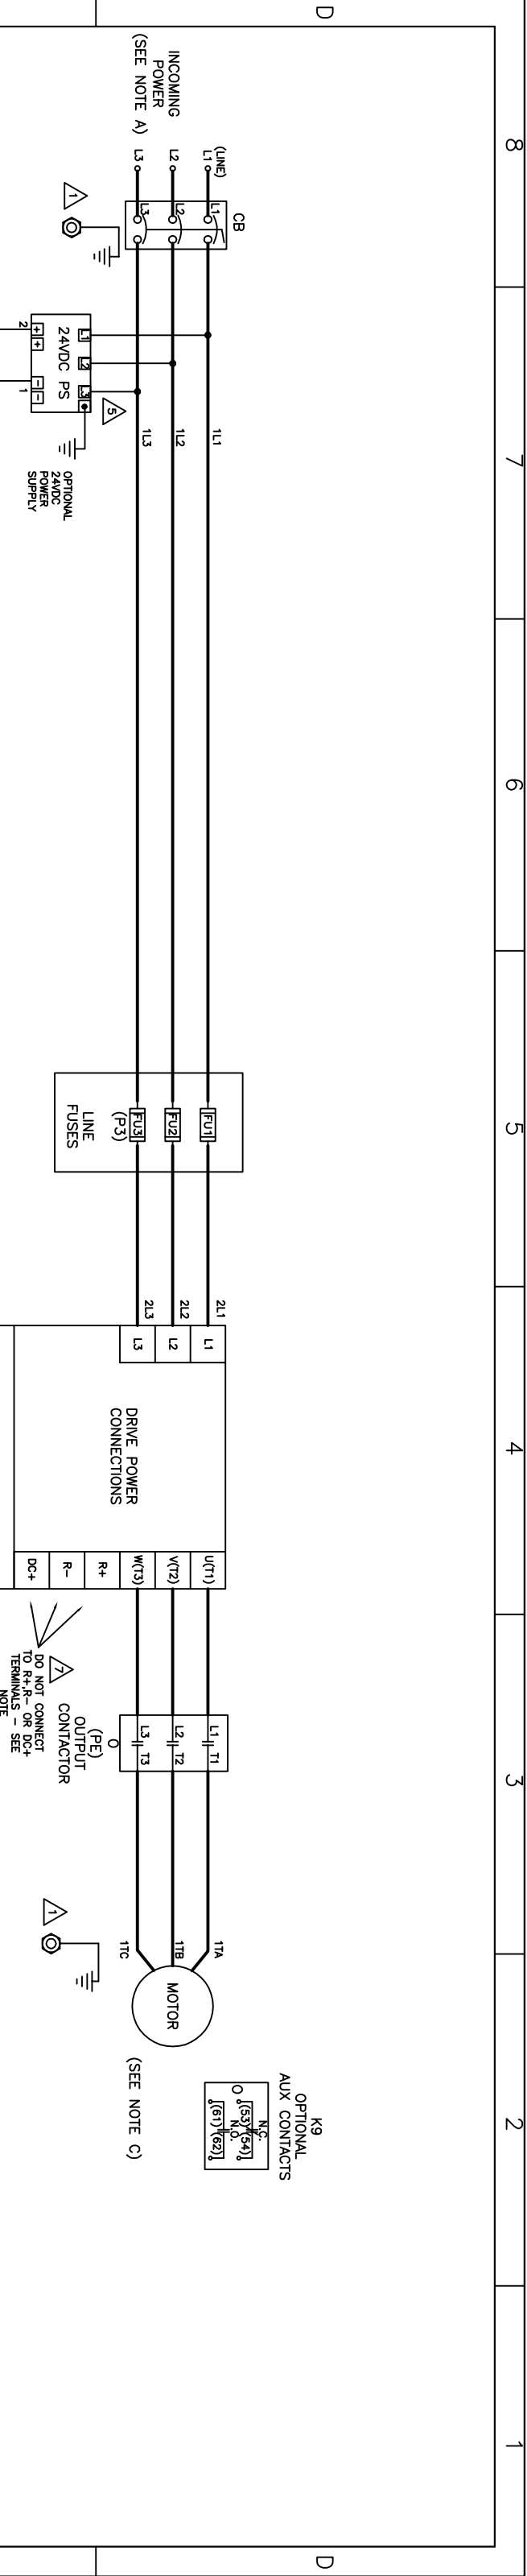 D
8
7
6
5
4
3
2
1
D
INCOMING
POWER
(SEE NOTE A)
(LINE)
L1
L2
L3
CB
L1
L2
L3
1
L1
L2
L3
24VDC PS
+
+
-
-
2
1
5
OPTIONAL
24VDC
POWER
SUPPLY
1L1
1L2
1L3
FU1
FU2
FU3
(P3)
LINE
FUSES
2L1
2L2
2L3
L1
L2
L3
DRIVE POWER
CONNECTIONS
U(T1)
V(T2)
W(T3)
R+
R-
DC+
7
DO NOT CONNECT
TO R+,R- OR DC+
TERMINALS - SEE
NOTE
L1 T1
L2 T2
L3 T3
O
(PE)
OUTPUT
CONTACTOR
1
1TA
1TB
1TC
MOTOR
(SEE NOTE C)
K9
OPTIONAL
AUX CONTACTS
O
N.C.
(53) (54)
N.O.
(61) (62)